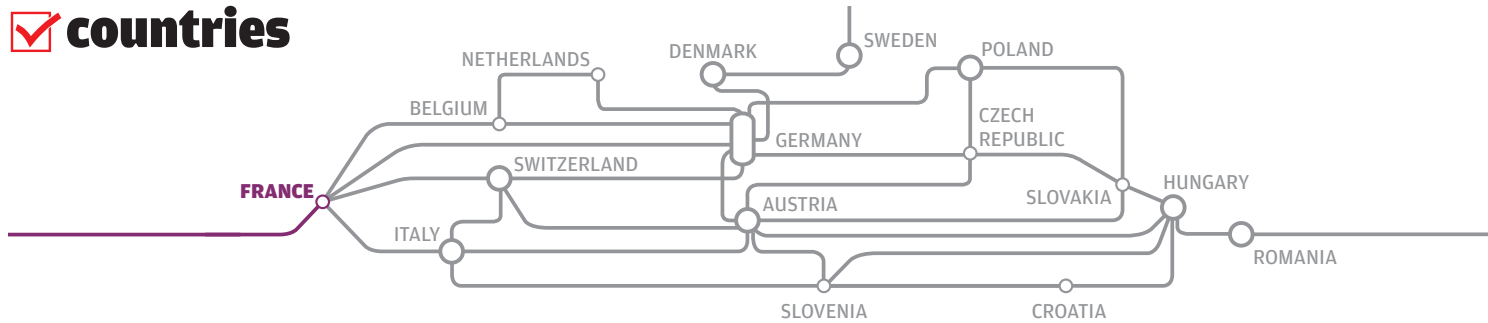 countries
SWEDEN
DENMARK
POLAND
NETHERLANDS
BELGIUM
CZECH
REPUBLIC
GERMANY
SWITZERLAND
FRANCE
HUNGARY
SLOVAKIA
AUSTRIA
ITALY
ROMANIA
SLOVENIA
CROATIA